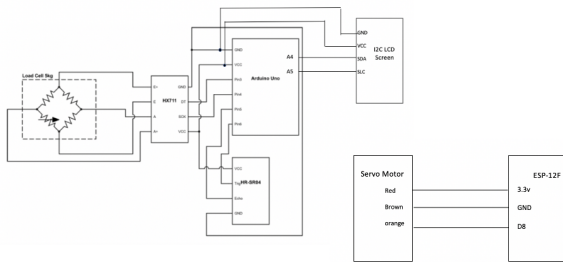 Load Cell 5kg
E+
E
A
A+
HX711
GND
DT
SCK
VCC
GND
VCC
Pin3
Pin4
Pin5
Pin6
Arduino Uno
A4
A5
GND
VCC
SDA
SLC
I2C LCD
Screen
VCC
Trig
Echo
GND
HR-SR04
Servo Motor
Red
Brown
orange
ESP-12F
3.3v
GND
D8